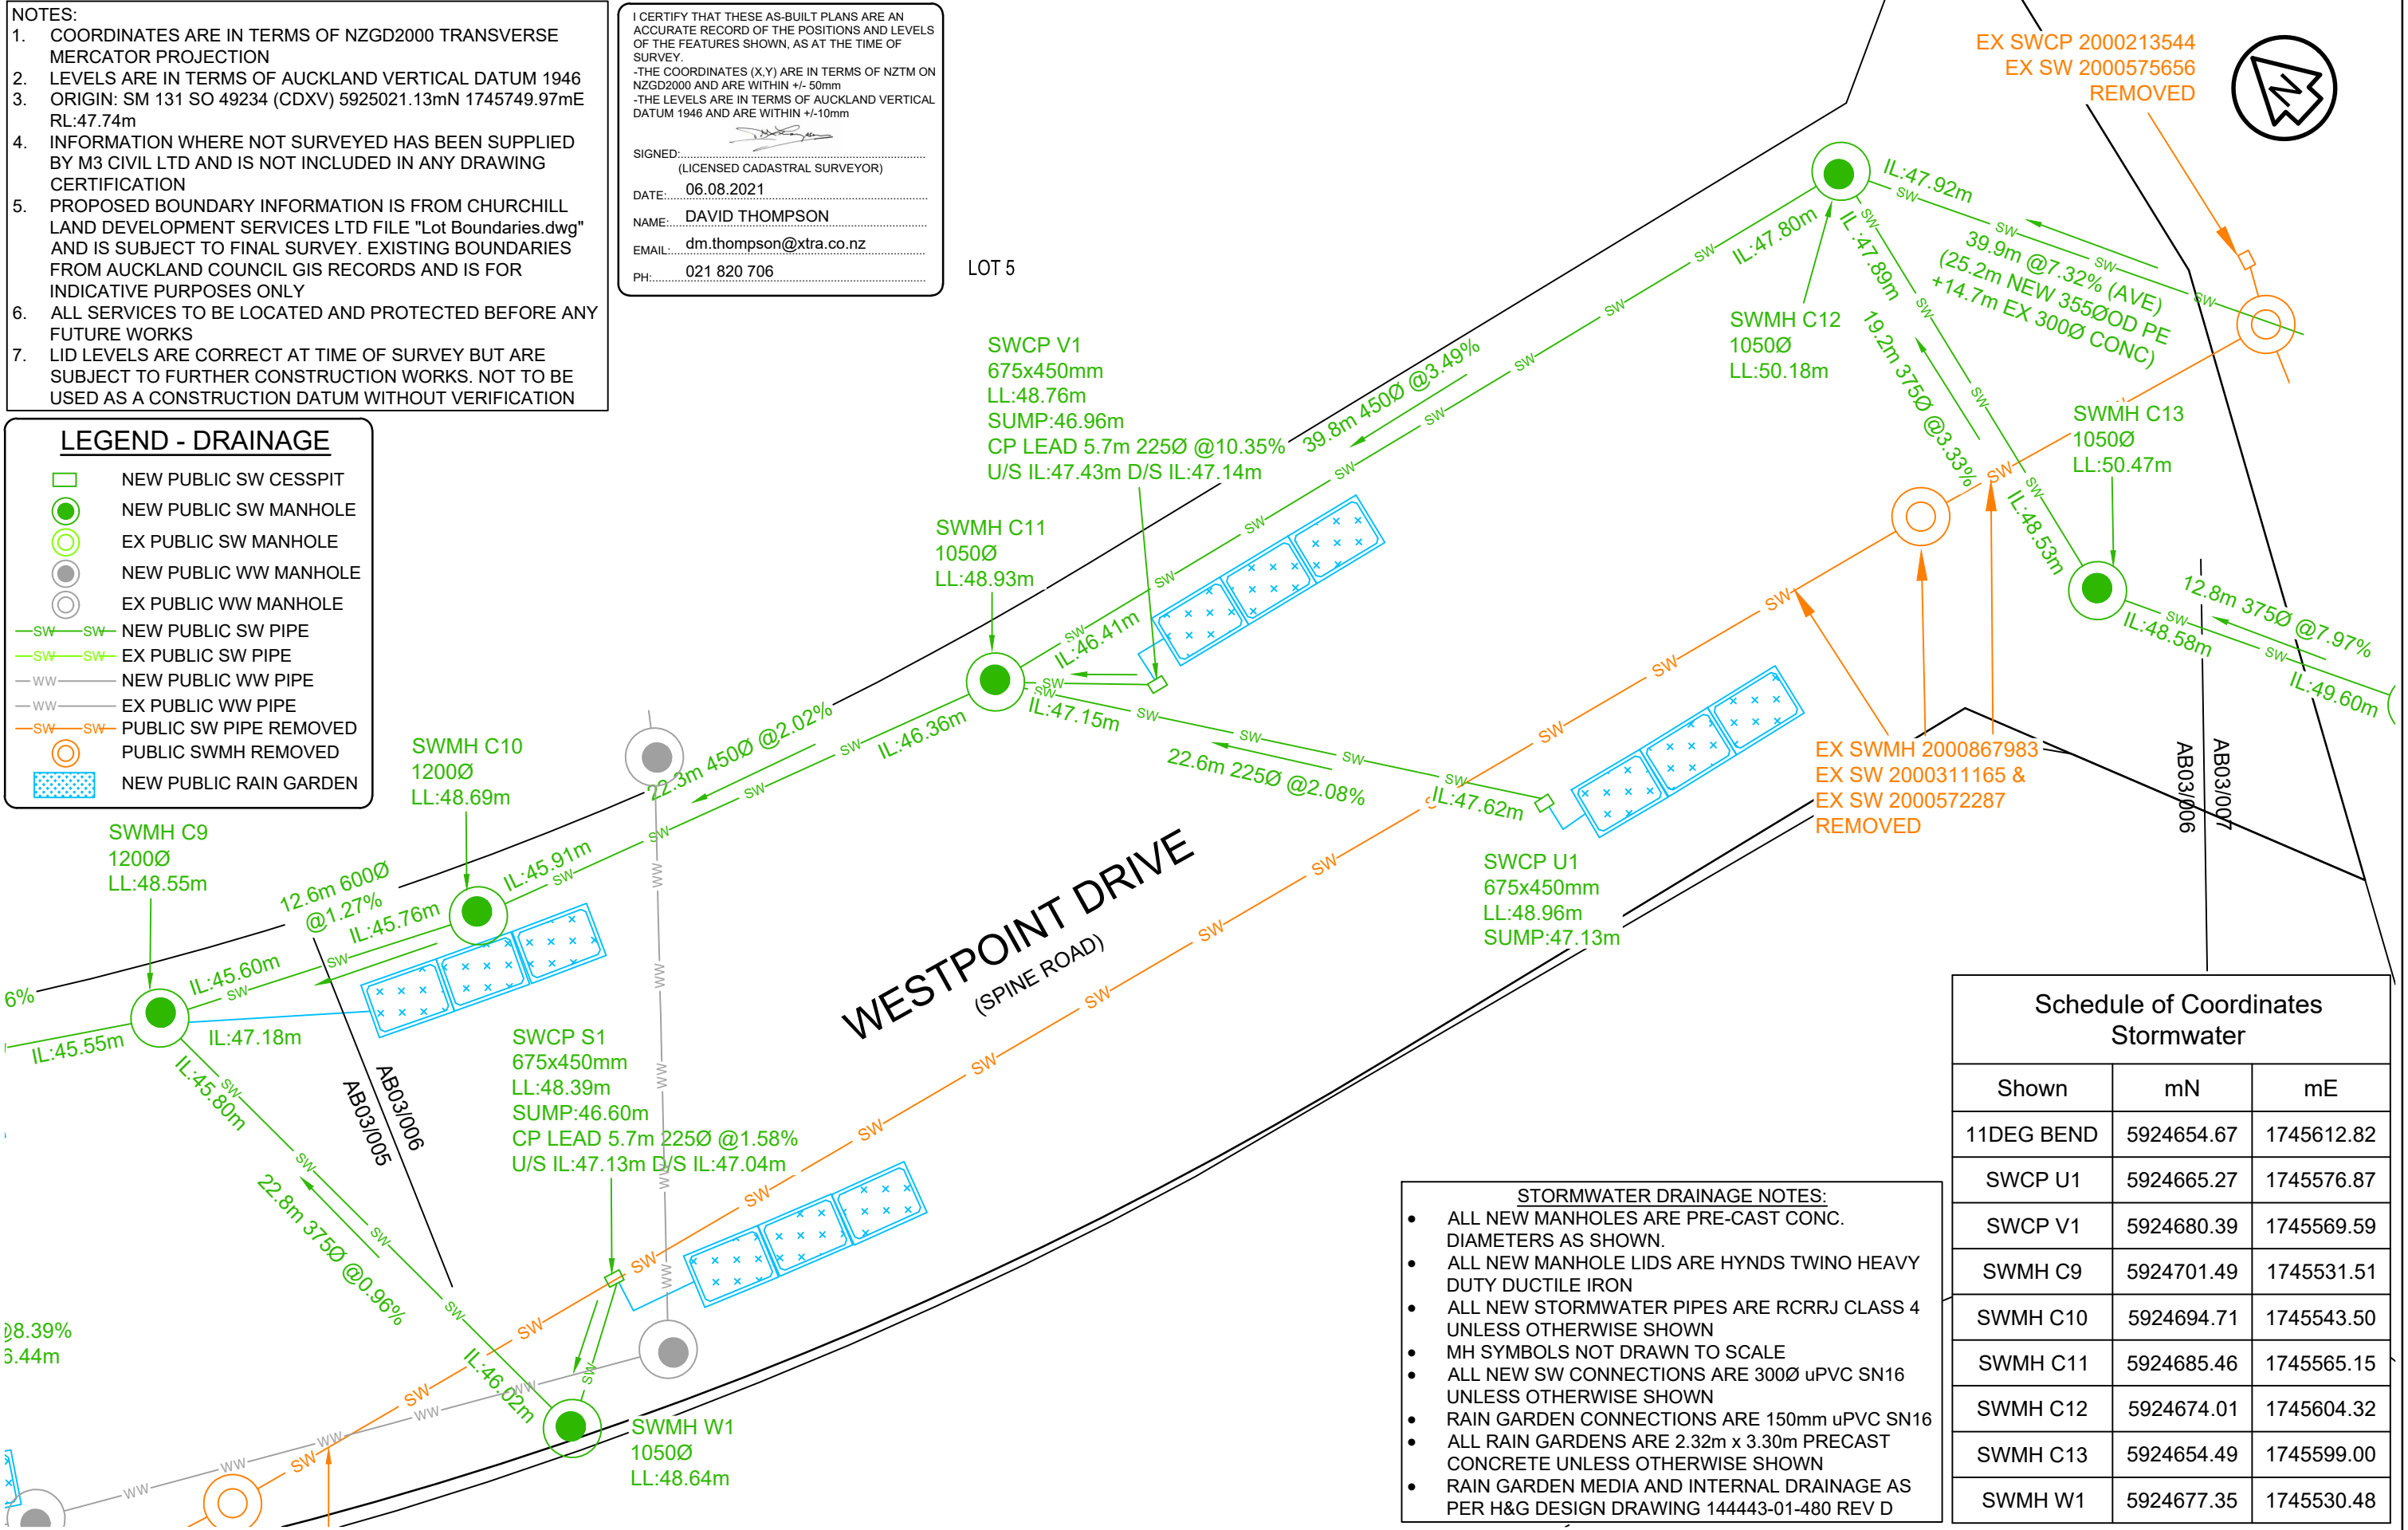 NOTES:
1. COORDINATES ARE IN TERMS OF NZGD2000 TRANSVERSE
MERCATOR PROJECTION
2. LEVELS ARE IN TERMS OF AUCKLAND VERTICAL DATUM 1946
3. ORIGIN: SM 131 SO 49234 (CDXV) 5925021.13mN 1745749.97mE
RL:47.74m
4. INFORMATION WHERE NOT SURVEYED HAS BEEN SUPPLIED
BY M3 CIVIL LTD AND IS NOT INCLUDED IN ANY DRAWING
CERTIFICATION
5. PROPOSED BOUNDARY INFORMATION IS FROM CHURCHILL
LAND DEVELOPMENT SERVICES LTD FILE "Lot Boundaries.dwg"
AND IS SUBJECT TO FINAL SURVEY. EXISTING BOUNDARIES
FROM AUCKLAND COUNCIL GIS RECORDS AND IS FOR
INDICATIVE PURPOSES ONLY
6. ALL SERVICES TO BE LOCATED AND PROTECTED BEFORE ANY
FUTURE WORKS
7. LID LEVELS ARE CORRECT AT TIME OF SURVEY BUT ARE
SUBJECT TO FURTHER CONSTRUCTION WORKS. NOT TO BE
USED AS A CONSTRUCTION DATUM WITHOUT VERIFICATION
I CERTIFY THAT THESE AS-BUILT PLANS ARE AN
ACCURATE RECORD OF THE POSITIONS AND LEVELS
OF THE FEATURES SHOWN, AS AT THE TIME OF
SURVEY.
-THE COORDINATES (X,Y) ARE IN TERMS OF NZTM ON
NZGD2000 AND ARE WITHIN +/- 50mm
-THE LEVELS ARE IN TERMS OF AUCKLAND VERTICAL
DATUM 1946 AND ARE WITHIN +/-10mm
SIGNED:
(LICENSED CADASTRAL SURVEYOR)
DATE: 06.08.2021
NAME: DAVID THOMPSON
EMAIL: dm.thompson@xtra.co.nz
PH: 021 820 706
LEGEND - DRAINAGE
NEW PUBLIC SW CESSPIT
NEW PUBLIC SW MANHOLE
EX PUBLIC SW MANHOLE
NEW PUBLIC WW MANHOLE
EX PUBLIC WW MANHOLE
SW SW NEW PUBLIC SW PIPE
SW SW EX PUBLIC SW PIPE
WW NEW PUBLIC WW PIPE
WW EX PUBLIC WW PIPE
SW SW PUBLIC SW PIPE REMOVED
PUBLIC SWMH REMOVED
NEW PUBLIC RAIN GARDEN
LOT 5
EX SWCP 2000213544
EX SW 2000575656
REMOVED
N
IL:47.92m
IL:47.80m
IL:47.89m
39.9m @7.32% (AVE)
(25.2m NEW 355ØOD PE
+14.7m EX 300Ø CONC)
SWMH C12
1050Ø
LL:50.18m
19.2m 375Ø @3.33%
SWMH C13
1050Ø
LL:50.47m
IL:48.53m
IL:48.58m
12.8m 375Ø @7.97%
IL:49.60m
SWCP V1
675x450mm
LL:48.76m
SUMP:46.96m
CP LEAD 5.7m 225Ø @10.35%
U/S IL:47.43m D/S IL:47.14m
39.8m 450Ø @3.49%
SWMH C11
1050Ø
LL:48.93m
IL:46.41m
IL:47.15m
IL:46.36m
22.6m 225Ø @2.08%
IL:47.62m
22.3m 450Ø @2.02%
SWMH C10
1200Ø
LL:48.69m
IL:45.91m
SWMH C9
1200Ø
LL:48.55m
12.6m 600Ø
@1.27%
IL:45.76m
IL:45.60m
IL:47.18m
6%
IL:45.55m
IL:45.80m
AB03/006
AB03/005
22.8m 375Ø @0.96%
IL:46.02m
SWCP S1
675x450mm
LL:48.39m
SUMP:46.60m
CP LEAD 5.7m 225Ø @1.58%
U/S IL:47.13m D/S IL:47.04m
SWMH W1
1050Ø
LL:48.64m
@8.39%
6.44m
WESTPOINT DRIVE
(SPINE ROAD)
SWCP U1
675x450mm
LL:48.96m
SUMP:47.13m
EX SWMH 2000867983
EX SW 2000311165 &
EX SW 2000572287
REMOVED
AB03/007
AB03/006
STORMWATER DRAINAGE NOTES:
• ALL NEW MANHOLES ARE PRE-CAST CONC.
DIAMETERS AS SHOWN.
• ALL NEW MANHOLE LIDS ARE HYNDS TWINO HEAVY
DUTY DUCTILE IRON
• ALL NEW STORMWATER PIPES ARE RCRRJ CLASS 4
UNLESS OTHERWISE SHOWN
• MH SYMBOLS NOT DRAWN TO SCALE
• ALL NEW SW CONNECTIONS ARE 300Ø uPVC SN16
UNLESS OTHERWISE SHOWN
• RAIN GARDEN CONNECTIONS ARE 150mm uPVC SN16
• ALL RAIN GARDENS ARE 2.32m x 3.30m PRECAST
CONCRETE UNLESS OTHERWISE SHOWN
• RAIN GARDEN MEDIA AND INTERNAL DRAINAGE AS
PER H&G DESIGN DRAWING 144443-01-480 REV D
Schedule of Coordinates
Stormwater
Shown mN mE
11DEG BEND 5924654.67 1745612.82
SWCP U1 5924665.27 1745576.87
SWCP V1 5924680.39 1745569.59
SWMH C9 5924701.49 1745531.51
SWMH C10 5924694.71 1745543.50
SWMH C11 5924685.46 1745565.15
SWMH C12 5924674.01 1745604.32
SWMH C13 5924654.49 1745599.00
SWMH W1 5924677.35 1745530.48